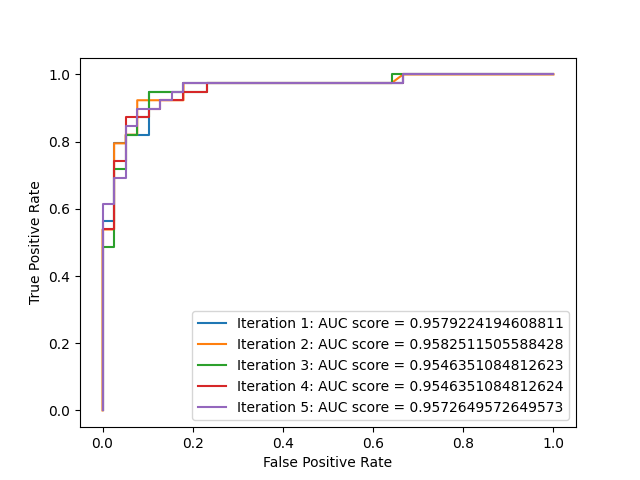 1.0
0.8
0.6
0.4
0.2
0.0
True Positive Rate
Iteration 1: AUC score = 0.9579224194608811
Iteration 2: AUC score = 0.9582511505588428
Iteration 3: AUC score = 0.9546351084812623
Iteration 4: AUC score = 0.9546351084812624
Iteration 5: AUC score = 0.9572649572649573
0.0 0.2 0.4 0.6 0.8 1.0
False Positive Rate